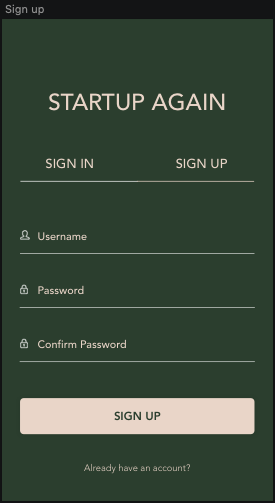 Sign up
STARTUP AGAIN
SIGN IN SIGN UP
Username
Password
Confirm Password
SIGN UP
Already have an account?